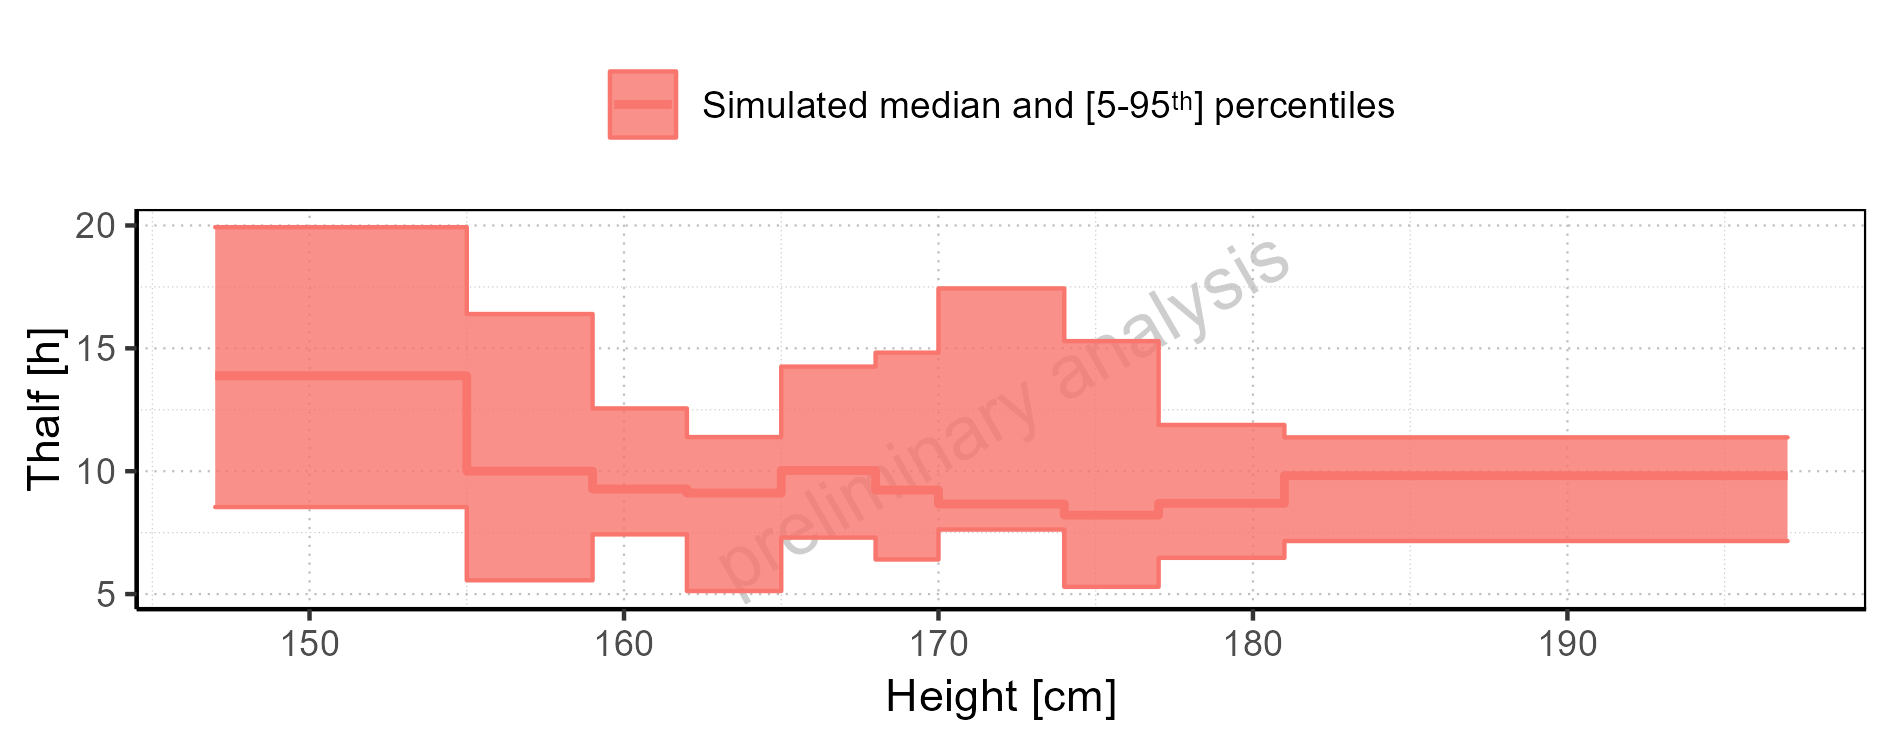 Simulated median and [5-95th] percentiles
20
15
10
5
Thalf [h]
preliminary analysis
150 160 170 180 190
Height [cm]